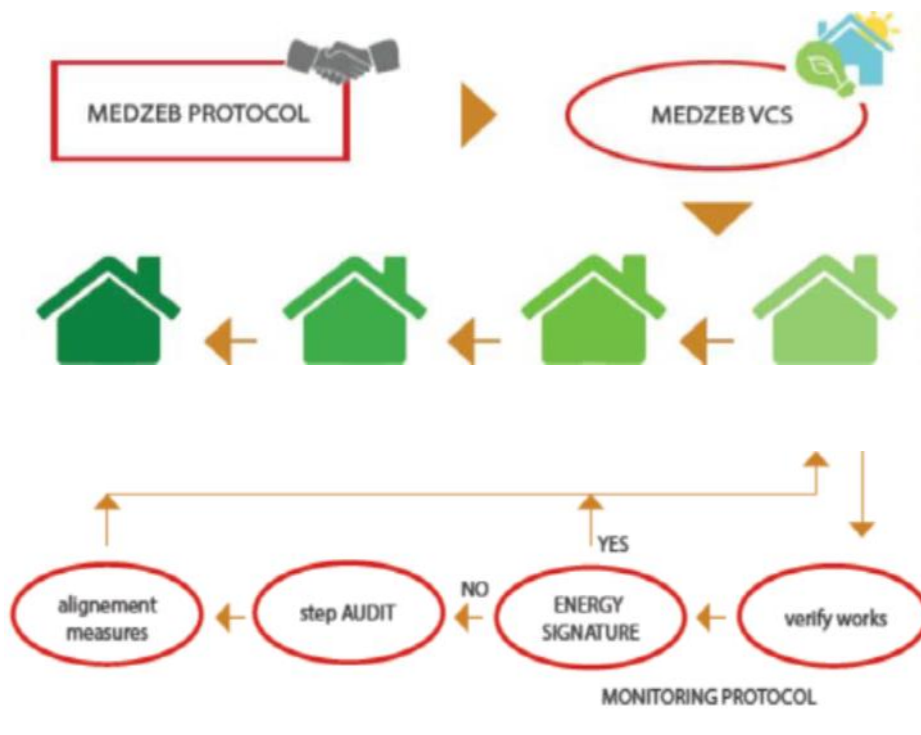 MEDZEB PROTOCOL
MEDZEB VCS
YES
NO
alignement
measures
step AUDIT
ENERGY
SIGNATURE
verify works
MONITORING PROTOCOL